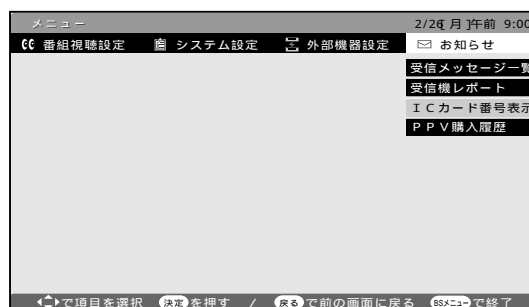 メニュー 2/26[月]午前 9:00
番組視聴設定 システム設定 外部機器設定 お知らせ
受信メッセージ一覧
受信機レポート
ICカード番号表示
PPV購入履歴
で項目を選択 決定を押す / 戻るで前の画面に戻る BSメニューで終了